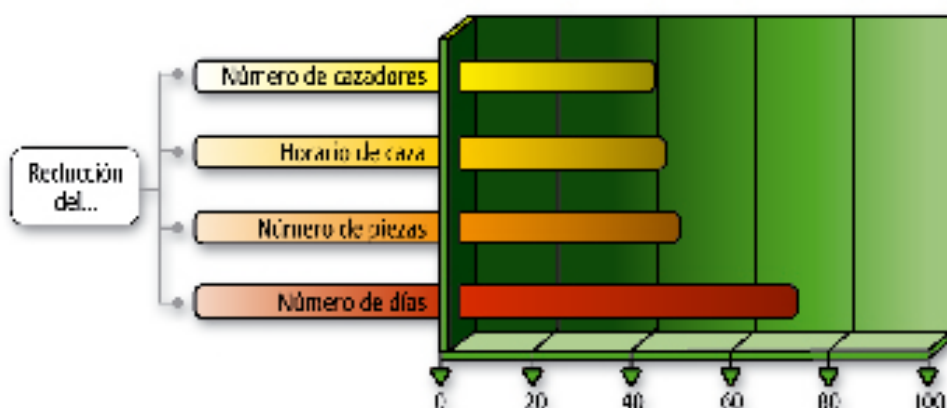 Número de cazadores
Horario de caza
Reducción
del...
Número de piezas
Número de días
0 20 40 60 80 100